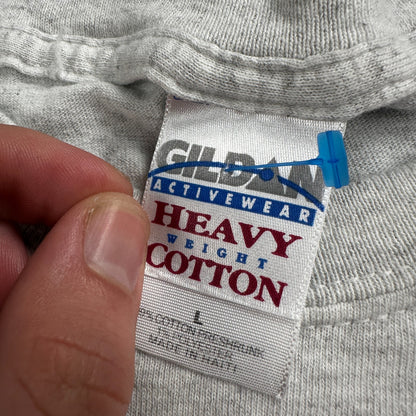 GILDAN
ACTIVEWEAR
HEAVY
WEIGHT
COTTON
L
COTTON PRESHRUNK
POLYESTER
MADE IN HAITI